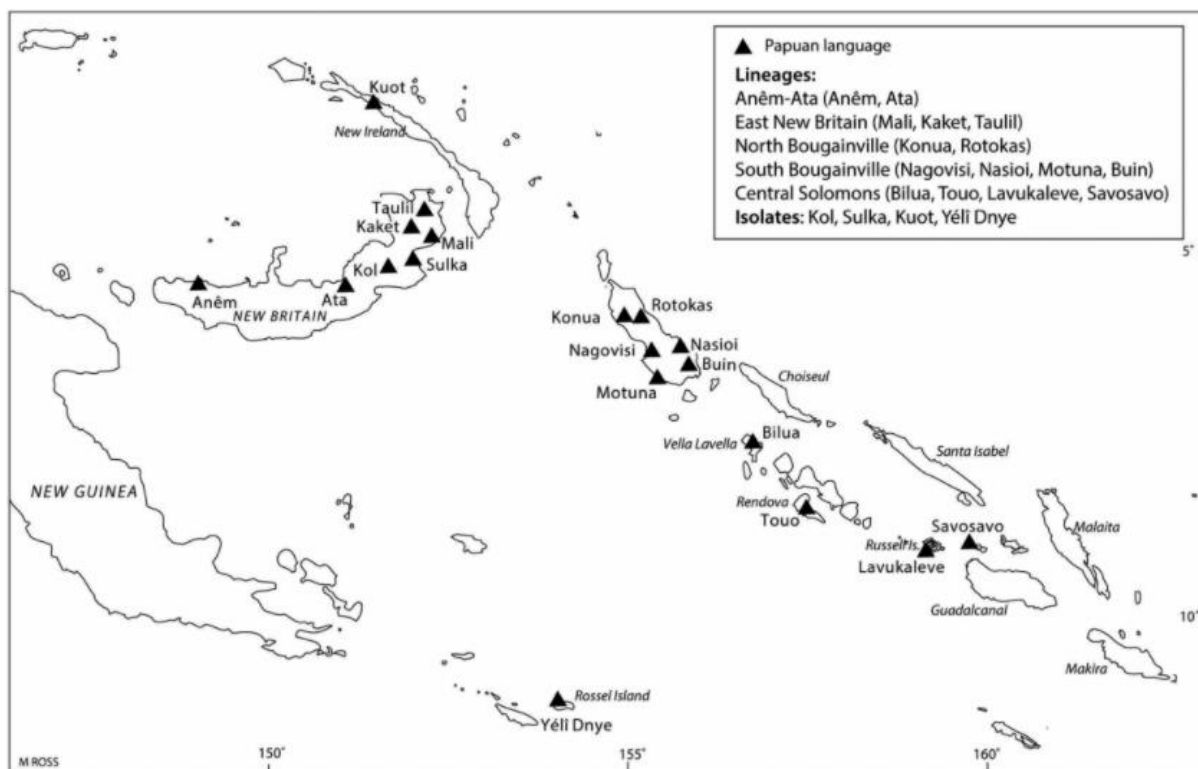 ▲ Papuan language
Lineages:
Anêm-Ata (Anêm, Ata)
East New Britain (Mali, Kaket, Taulil)
North Bougainville (Konua, Rotokas)
South Bougainville (Nagovisi, Nasioi, Motuna, Buin)
Central Solomons (Bilua, Touo, Lavukaleve, Savosavo)
Isolates: Kol, Sulka, Kuot, Yélî Dnye
Kuot
New Ireland
Taulil
Kaket
Mali
Kol
Sulka
5˚
Anêm
Ata
NEW BRITAIN
Konua
Rotokas
Nagovisi
Nasioi
Buin
Motuna
Choiseul
Vella Lavella
Bilua
Santa Isabel
NEW GUINEA
Rendova
Touo
Savosavo
Malaita
Russell Is.
Lavukaleve
Guadalcanal
10˚
Makira
Rossel Island
Yélî Dnye
M ROSS
150˚
155˚
160˚